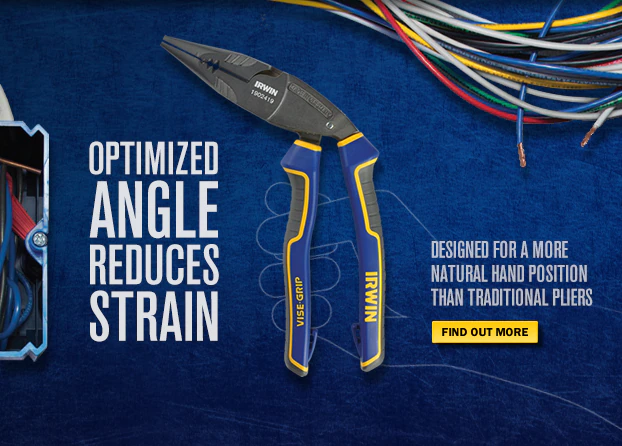 OPTIMIZED
ANGLE
REDUCES
STRAIN
IRWIN
1902419
VISE-GRIP
IRWIN
DESIGNED FOR A MORE
NATURAL HAND POSITION
THAN TRADITIONAL PLIERS
FIND OUT MORE